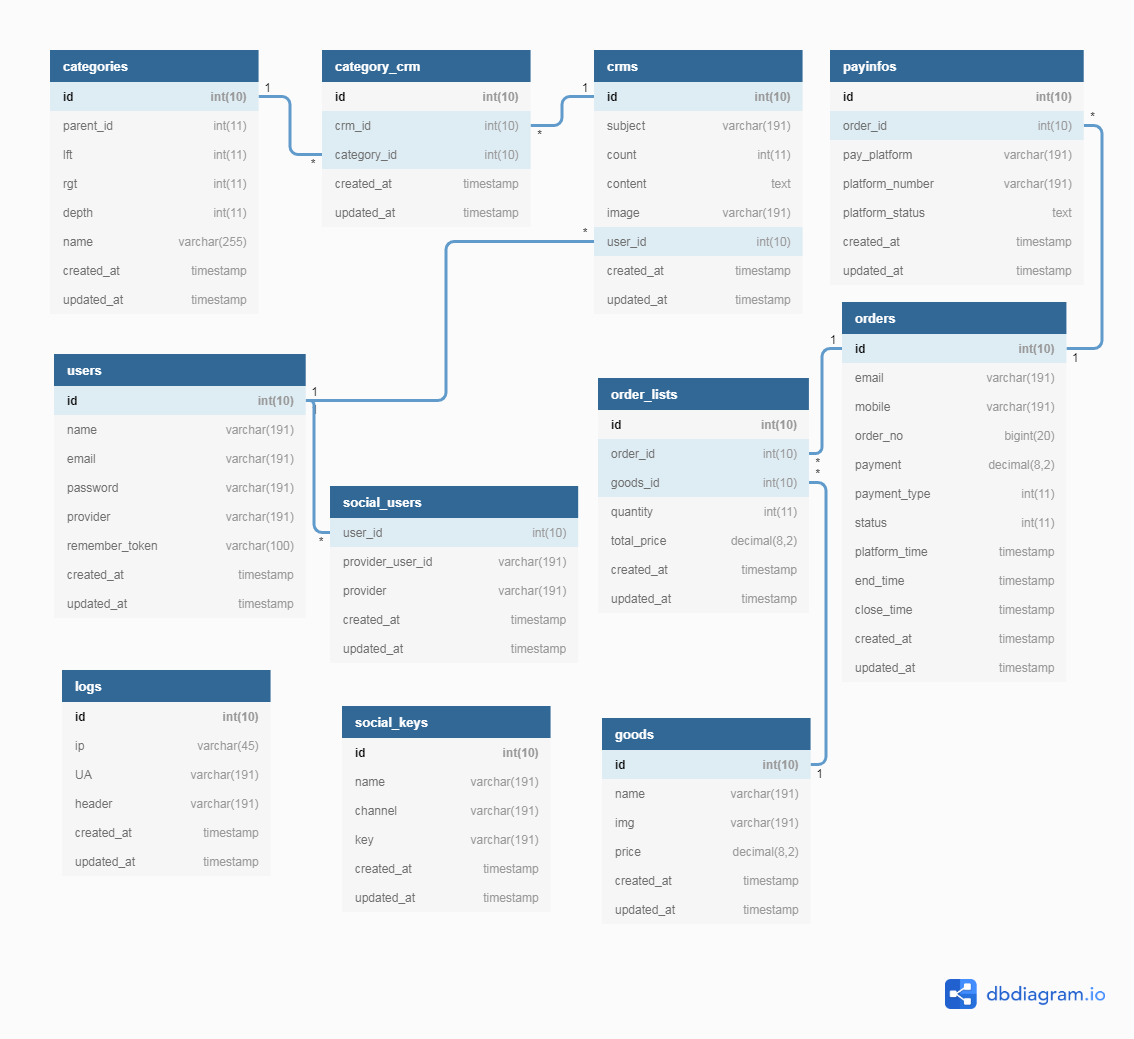 categories
id int(10)
parent_id int(11)
lft int(11)
rgt int(11)
depth int(11)
name varchar(255)
created_at timestamp
updated_at timestamp
1
*
category_crm
id int(10)
crm_id int(10)
category_id int(10)
created_at timestamp
updated_at timestamp
*
1
crms
id int(10)
subject varchar(191)
count int(11)
content text
image varchar(191)
user_id int(10)
created_at timestamp
updated_at timestamp
*
payinfos
id int(10)
order_id int(10)
pay_platform varchar(191)
platform_number varchar(191)
platform_status text
created_at timestamp
updated_at timestamp
*
users
id int(10)
name varchar(191)
email varchar(191)
password varchar(191)
provider varchar(191)
remember_token varchar(100)
created_at timestamp
updated_at timestamp
1
1
*
social_users
user_id int(10)
provider_user_id varchar(191)
provider varchar(191)
created_at timestamp
updated_at timestamp
order_lists
id int(10)
order_id int(10)
goods_id int(10)
quantity int(11)
total_price decimal(8,2)
created_at timestamp
updated_at timestamp
*
*
1
orders
id int(10)
email varchar(191)
mobile varchar(191)
order_no bigint(20)
payment decimal(8,2)
payment_type int(11)
status int(11)
platform_time timestamp
end_time timestamp
close_time timestamp
created_at timestamp
updated_at timestamp
1
logs
id int(10)
ip varchar(45)
UA varchar(191)
header varchar(191)
created_at timestamp
updated_at timestamp
social_keys
id int(10)
name varchar(191)
channel varchar(191)
key varchar(191)
created_at timestamp
updated_at timestamp
goods
id int(10)
name varchar(191)
img varchar(191)
price decimal(8,2)
created_at timestamp
updated_at timestamp
1
dbdiagram.io